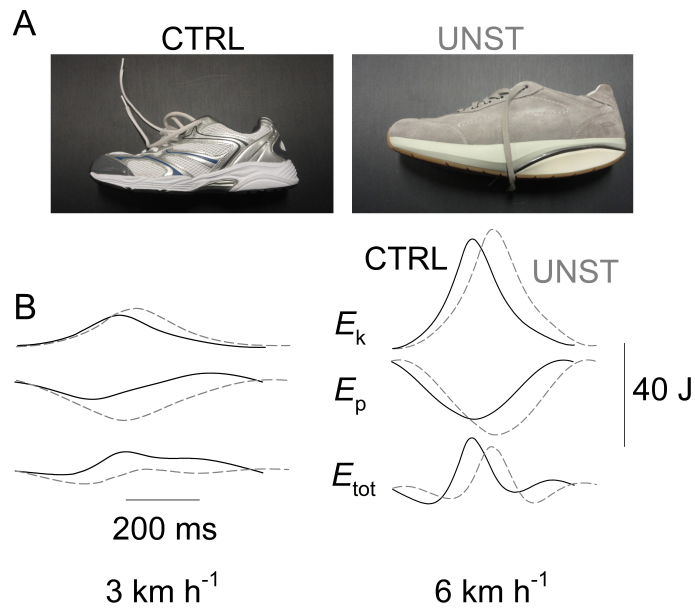 A
CTRL UNST
CTRL
UNST
B
Ek
Ep
40 J
Etot
200 ms
3 km h-1 6 km h-1